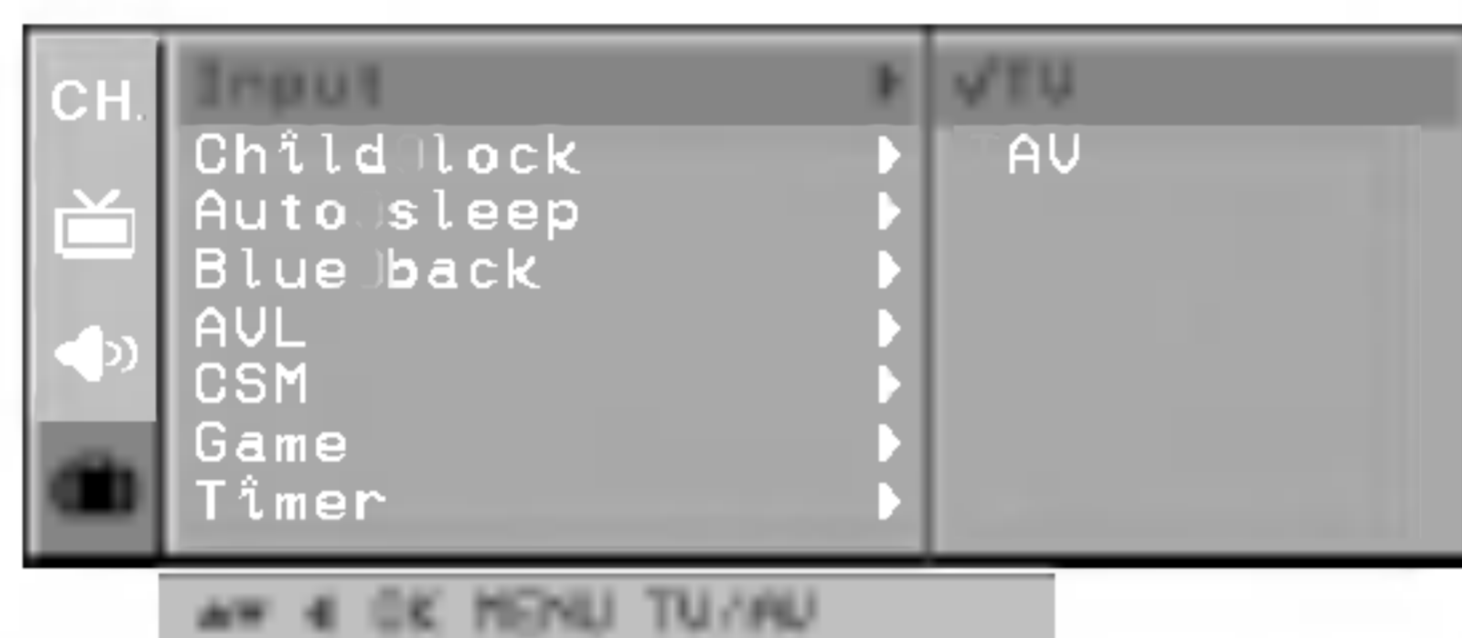 CH.
Input
√TV
Child lock
AV
Auto sleep
Blue back
AVL
CSM
Game
Timer
OK MENU TV/AV